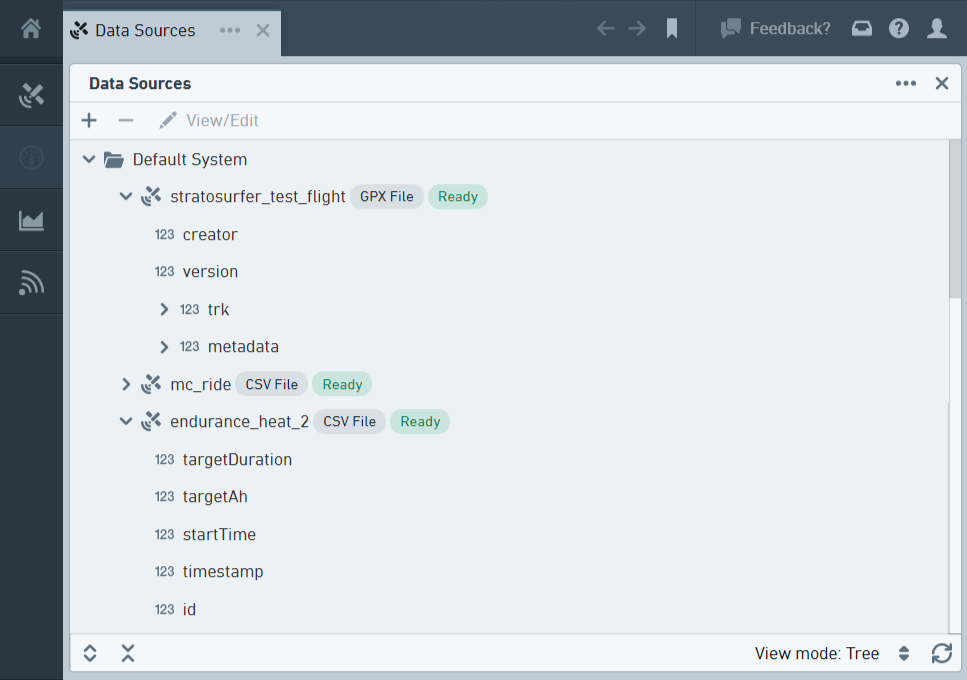 Data Sources
Feedback?
Data Sources
View/Edit
Default System
stratosurfer_test_flight GPX File Ready
123 creator
123 version
123 trk
123 metadata
mc_ride CSV File Ready
endurance_heat_2 CSV File Ready
123 targetDuration
123 targetAh
123 startTime
123 timestamp
123 id
View mode: Tree